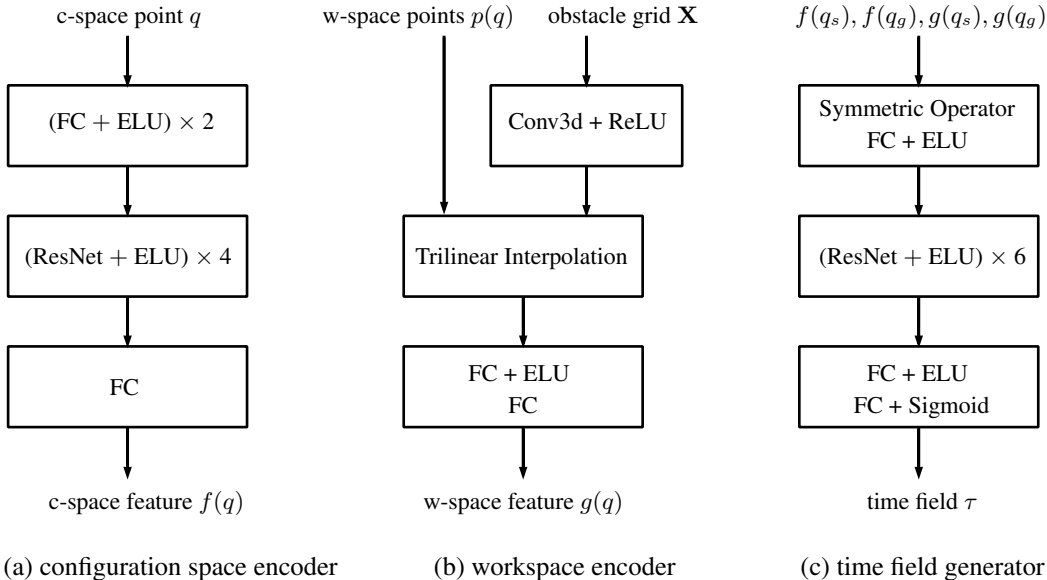 c-space point q
(FC + ELU) × 2
(ResNet + ELU) × 4
FC
c-space feature f(q)
(a) configuration space encoder
w-space points p(q)
obstacle grid X
Conv3d + ReLU
Trilinear Interpolation
FC + ELU
FC
w-space feature g(q)
(b) workspace encoder
f(q_s), f(q_g), g(q_s), g(q_g)
Symmetric Operator
FC + ELU
(ResNet + ELU) × 6
FC + ELU
FC + Sigmoid
time field τ
(c) time field generator